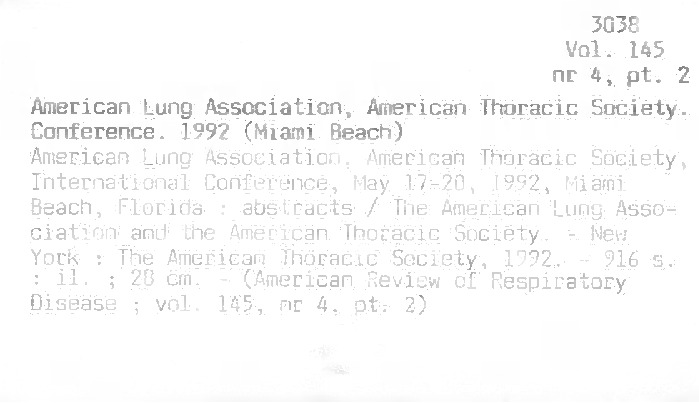 3038
Vol. 145
nr 4, pt. 2
American Lung Association, American Thoracic Society.
Conference. 1992 (Miami Beach)
American Lung Association, American Thoracic Society,
International Conference, May 17-20, 1992, Miami
Beach, Florida : abstracts / The American Lung Asso-
ciation and the American Thoracic Society. - New
York : The American Thoracic Society, 1992. - 916 s.
: il. ; 28 cm. - (American Review of Respiratory
Disease ; vol. 145, nr 4, pt. 2)